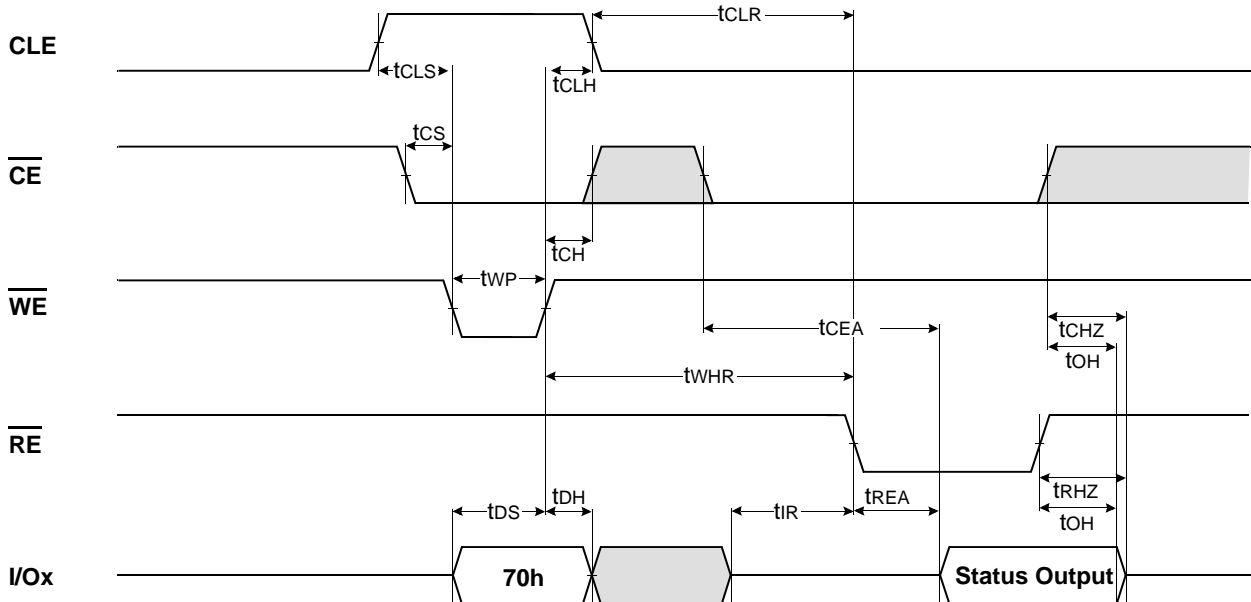 tCLR
CLE
tCLS
tCLH
tCS
CE
tCH
tWP
WE
tCEA
tCHZ
tOH
tWHR
RE
tDH
tRHZ
tDS
tIR
tREA
tOH
I/Ox
70h
Status Output